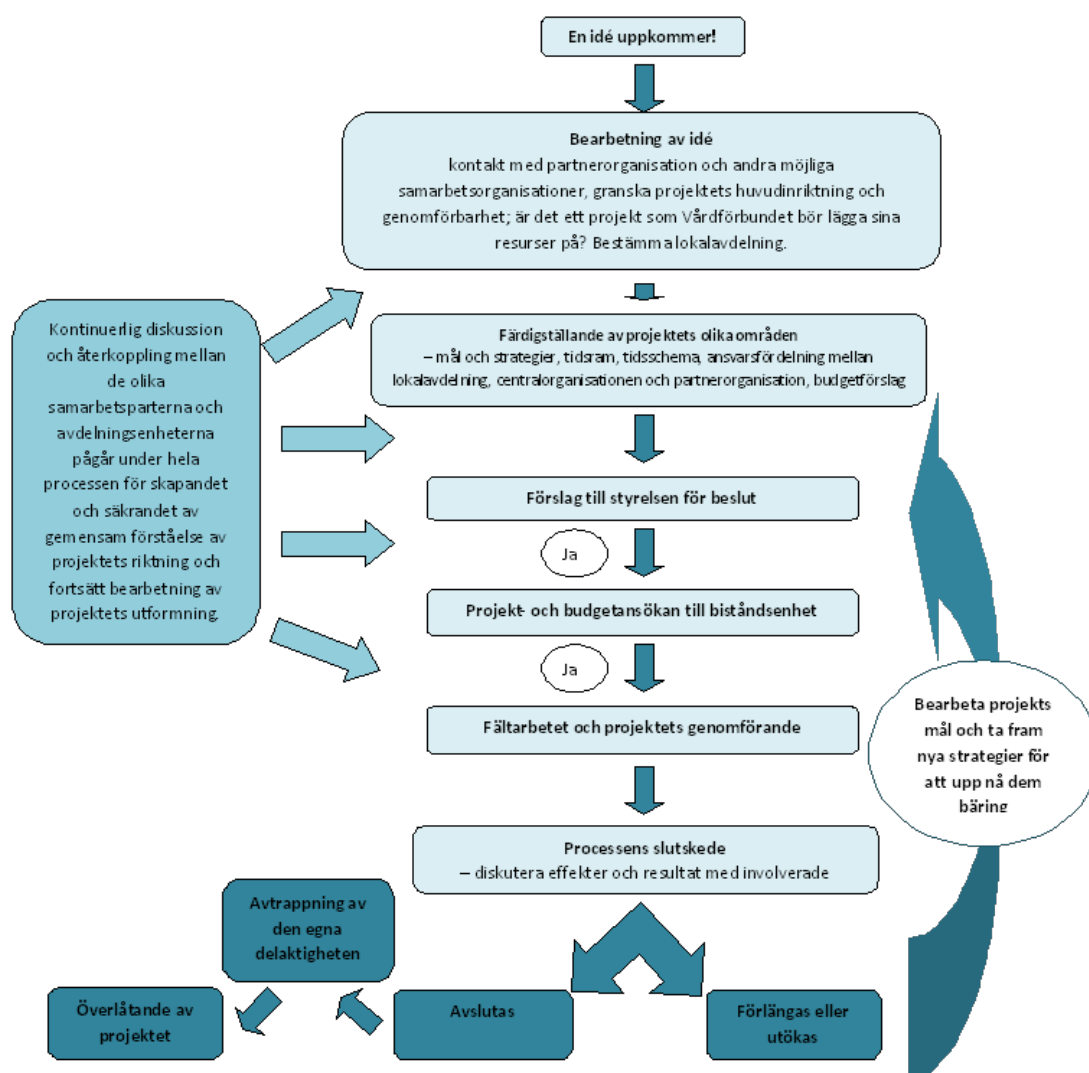 En idé uppkommer!
Bearbetning av idé
kontakt med partnerorganisation och andra möjliga
samarbetsorganisationer, granska projektets huvudinriktning och
genomförbarhet; är det ett projekt som Vårdförbundet bör lägga sina
resurser på? Bestämma lokalavdelning.
Kontinuerlig diskussion
och återkoppling mellan
de olika
samarbetsparterna och
avdelningsenheterna
pågår under hela
processen för skapandet
och säkrandet av
gemensam förståelse av
projektets riktning och
fortsätt bearbetning av
projektets utformning.
Färdigställande av projektets olika områden
– mål och strategier, tidsram, tidsschema, ansvarsfördelning mellan
lokalavdelning, centralorganisationen och partnerorganisation, budgetförslag
Förslag till styrelsen för beslut
Ja
Projekt- och budgetansökan till biståndsenhet
Ja
Fältarbetet och projektets genomförande
Bearbeta projekts
mål och ta fram
nya strategier för
att upp nå dem
bäring
Processens slutskede
– diskutera effekter och resultat med involverade
Avtrappning av
den egna
delaktigheten
Överlåtande av
projektet
Avslutas
Förlängas eller
utökas